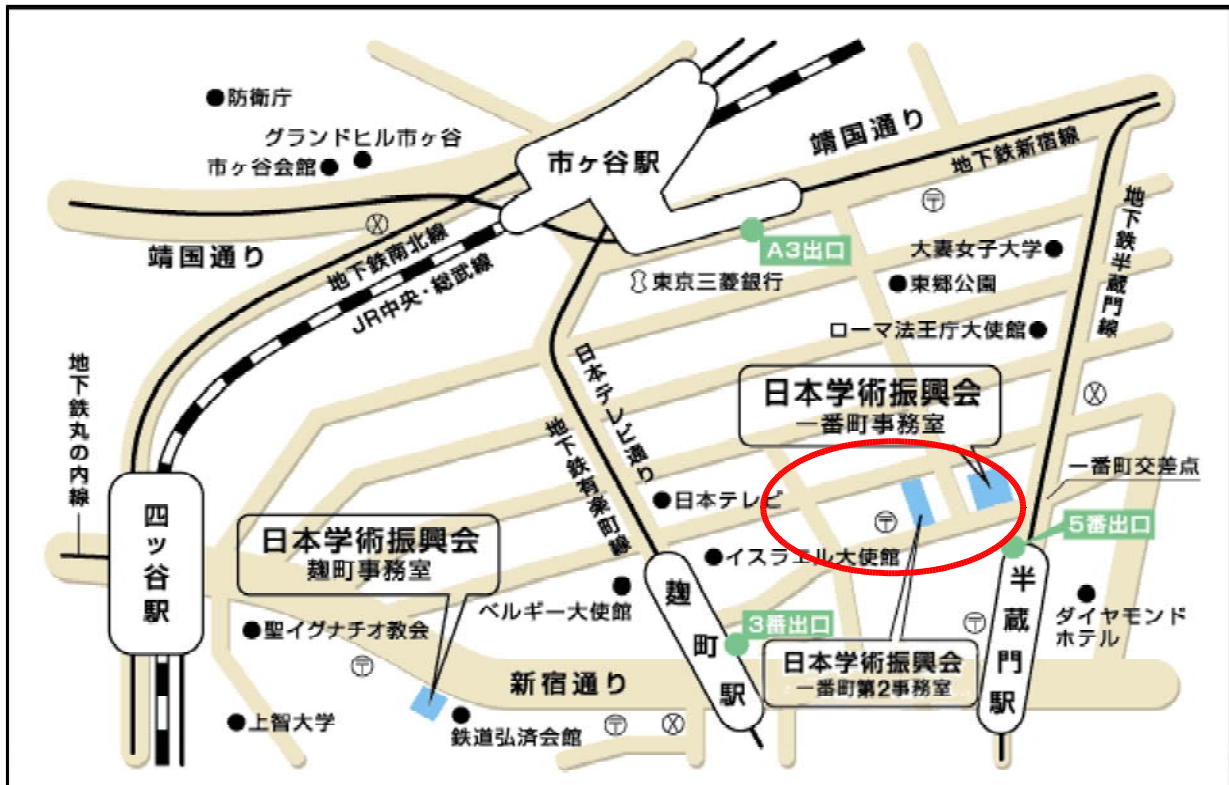 防衛庁
グランドヒル市ヶ谷
市ヶ谷会館
市ヶ谷駅
靖国通り
地下鉄新宿線
靖国通り
地下鉄南北線
JR中央・総武線
A3出口
東京三菱銀行
大妻女子大学
東郷公園
ローマ法王庁大使館
地下鉄半蔵門線
地下鉄丸の内線
日本テレビ通り
地下鉄有楽町線
日本学術振興会
一番町事務室
一番町交差点
日本テレビ
5番出口
四ッ谷駅
日本学術振興会
麹町事務室
イスラエル大使館
ベルギー大使館
麹町駅
3番出口
半蔵門駅
ダイヤモンド
ホテル
聖イグナチオ教会
日本学術振興会
一番町第2事務室
新宿通り
上智大学
鉄道弘済会館